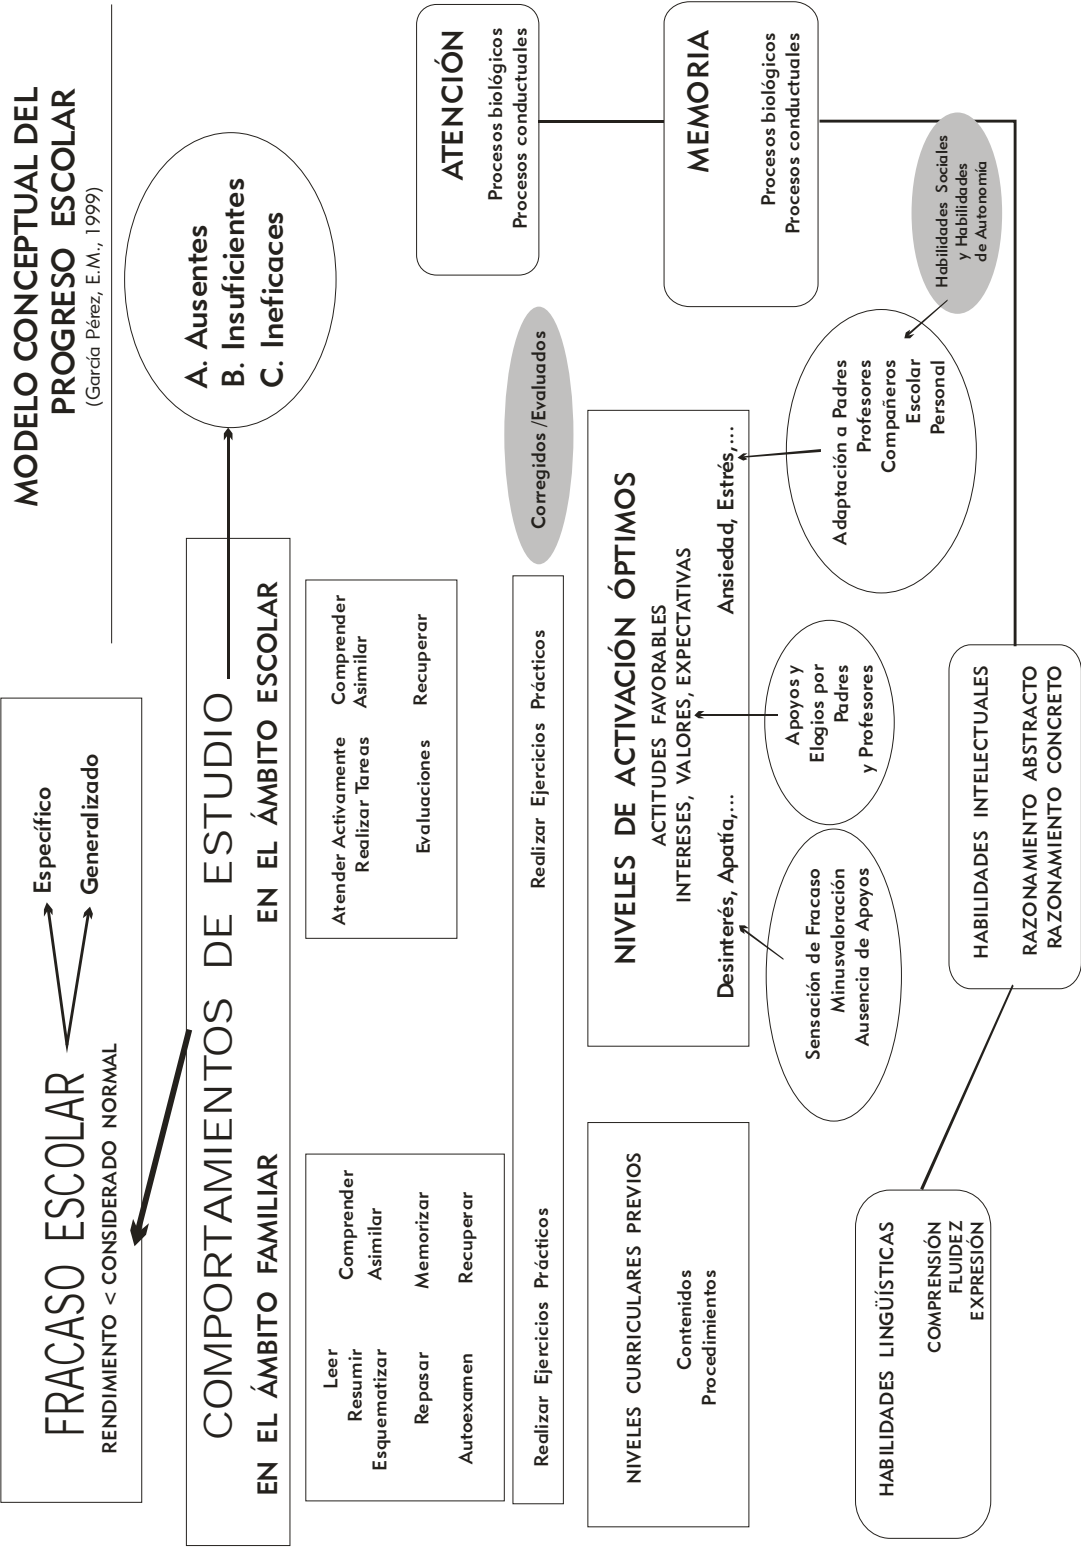 MODELO CONCEPTUAL DEL
PROGRESO ESCOLAR
(García Pérez, E.M., 1999)
FRACASO ESCOLAR
RENDIMIENTO < CONSIDERADO NORMAL
Específico
Generalizado
COMPORTAMIENTOS DE ESTUDIO
EN EL ÁMBITO FAMILIAR
EN EL ÁMBITO ESCOLAR
A. Ausentes
B. Insuficientes
C. Ineficaces
Leer
Resumir
Esquematizar
Comprender
Asimilar
Repasar
Memorizar
Autoexamen
Recuperar
Atender Activamente
Realizar Tareas
Comprender
Asimilar
Evaluaciones
Recuperar
Realizar Ejercicios Prácticos
Realizar Ejercicios Prácticos
Corregidos /Evaluados
ATENCIÓN
Procesos biológicos
Procesos conductuales
NIVELES CURRICULARES PREVIOS
Contenidos
Procedimientos
NIVELES DE ACTIVACIÓN ÓPTIMOS
ACTITUDES FAVORABLES
INTERESES, VALORES, EXPECTATIVAS
Desinterés, Apatía,...
Ansiedad, Estrés,...
MEMORIA
Procesos biológicos
Procesos conductuales
Sensación de Fracaso
Minusvaloración
Ausencia de Apoyos
Apoyos y
Elogios por
Padres
y Profesores
Adaptación a Padres
Profesores
Compañeros
Escolar
Personal
Habilidades Sociales
y Habilidades
de Autonomía
HABILIDADES LINGÜÍSTICAS
COMPRENSIÓN
FLUIDEZ
EXPRESIÓN
HABILIDADES INTELECTUALES
RAZONAMIENTO ABSTRACTO
RAZONAMIENTO CONCRETO